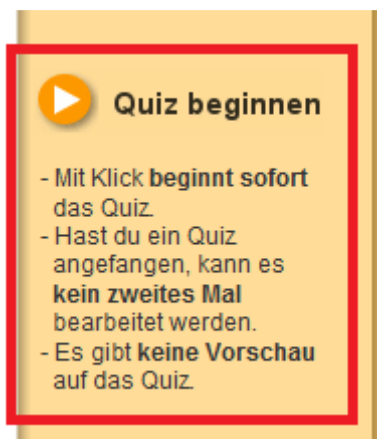 Quiz beginnen
- Mit Klick beginnt sofort
das Quiz.
- Hast du ein Quiz
angefangen, kann es
kein zweites Mal
bearbeitet werden.
- Es gibt keine Vorschau
auf das Quiz.